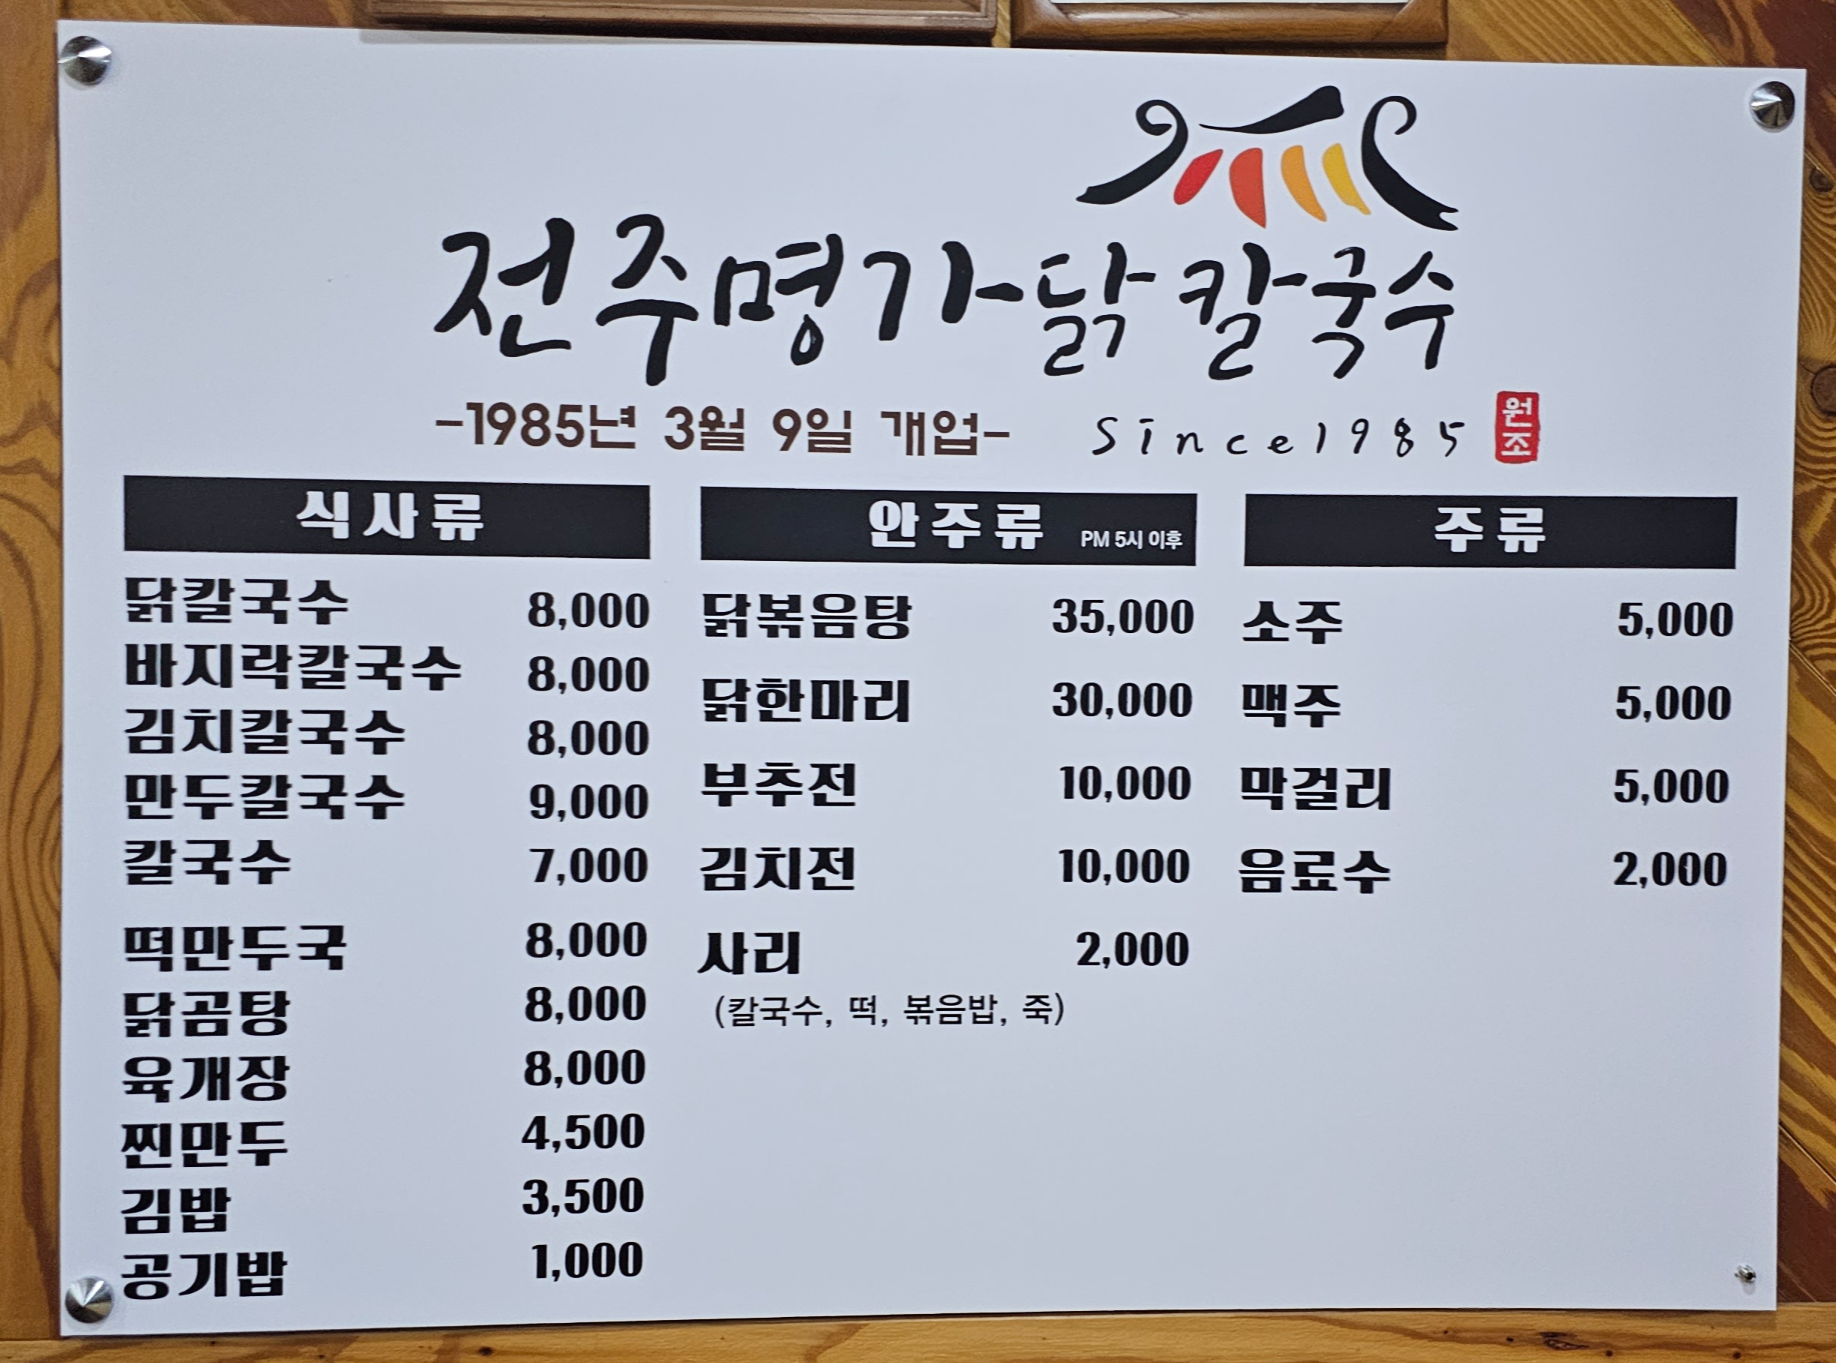 전주명가닭칼국수
-1985년 3월 9일 개업- Since1985 원조
식사류
닭칼국수 8,000
바지락칼국수 8,000
김치칼국수 8,000
만두칼국수 9,000
칼국수 7,000
떡만두국 8,000
닭곰탕 8,000
육개장 8,000
찐만두 4,500
김밥 3,500
공기밥 1,000
안주류 PM 5시 이후
닭볶음탕 35,000
닭한마리 30,000
부추전 10,000
김치전 10,000
사리 2,000
(칼국수, 떡, 볶음밥, 죽)
주류
소주 5,000
맥주 5,000
막걸리 5,000
음료수 2,000